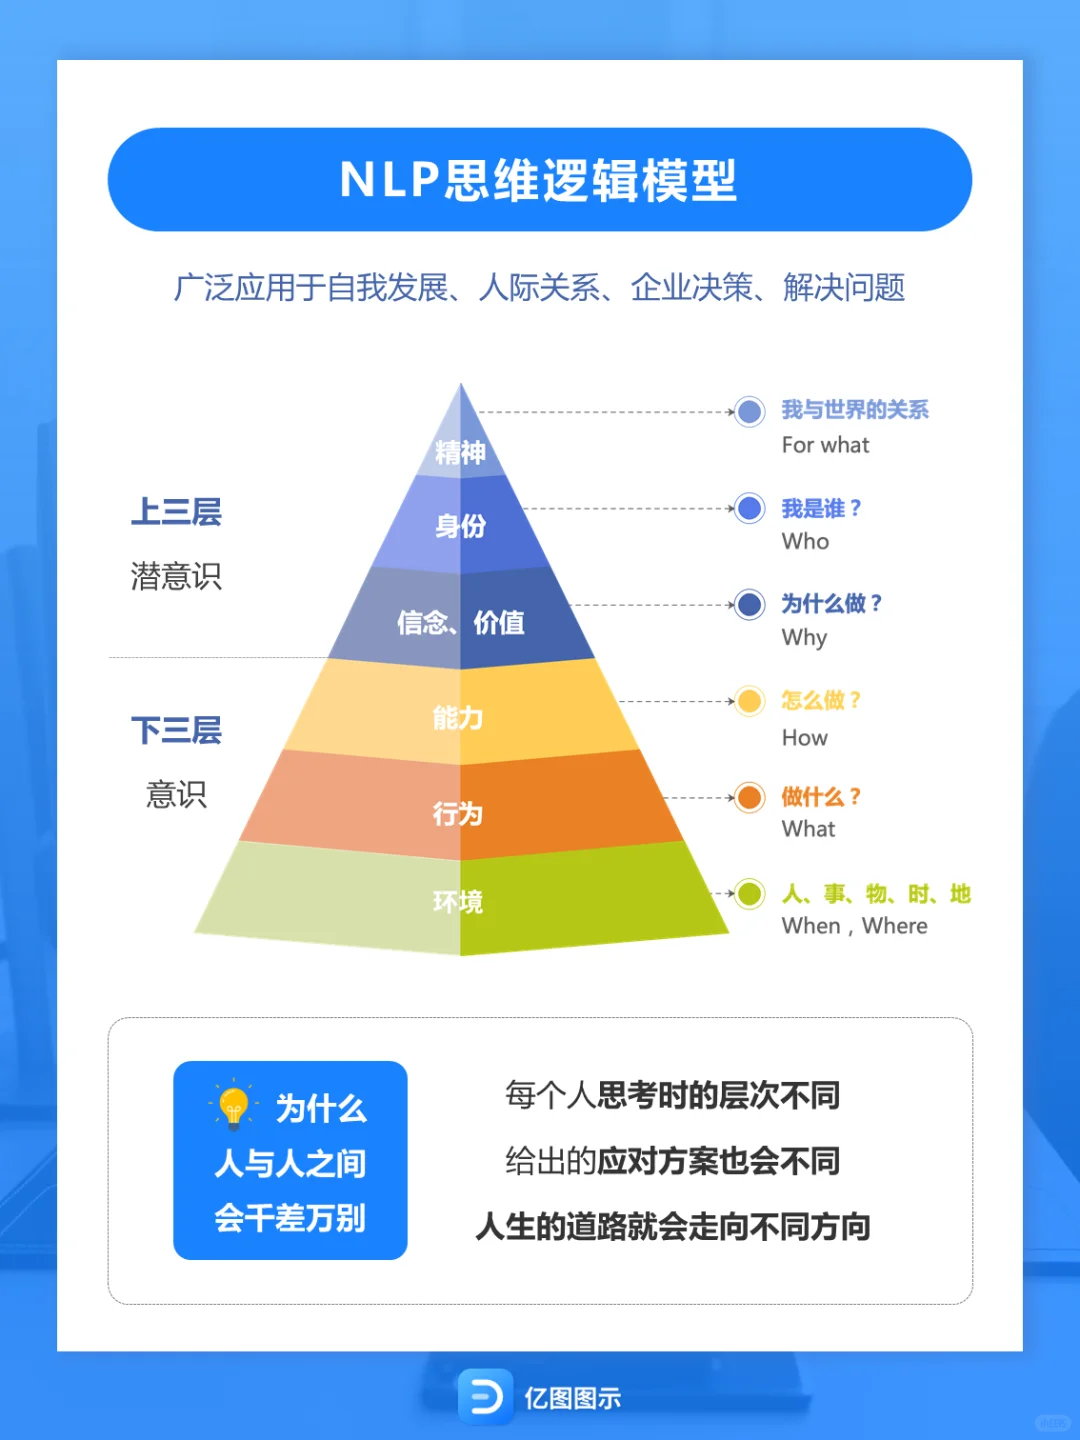 NLP思维逻辑模型
广泛应用于自我发展、人际关系、企业决策、解决问题
上三层
潜意识
下三层
意识
精神
身份
信念、价值
能力
行为
环境
我与世界的关系
For what
我是谁？
Who
为什么做？
Why
怎么做？
How
做什么？
What
人、事、物、时、地
When , Where
为什么
人与人之间
会千差万别
每个人思考时的层次不同
给出的应对方案也会不同
人生的道路就会走向不同方向
亿图图示